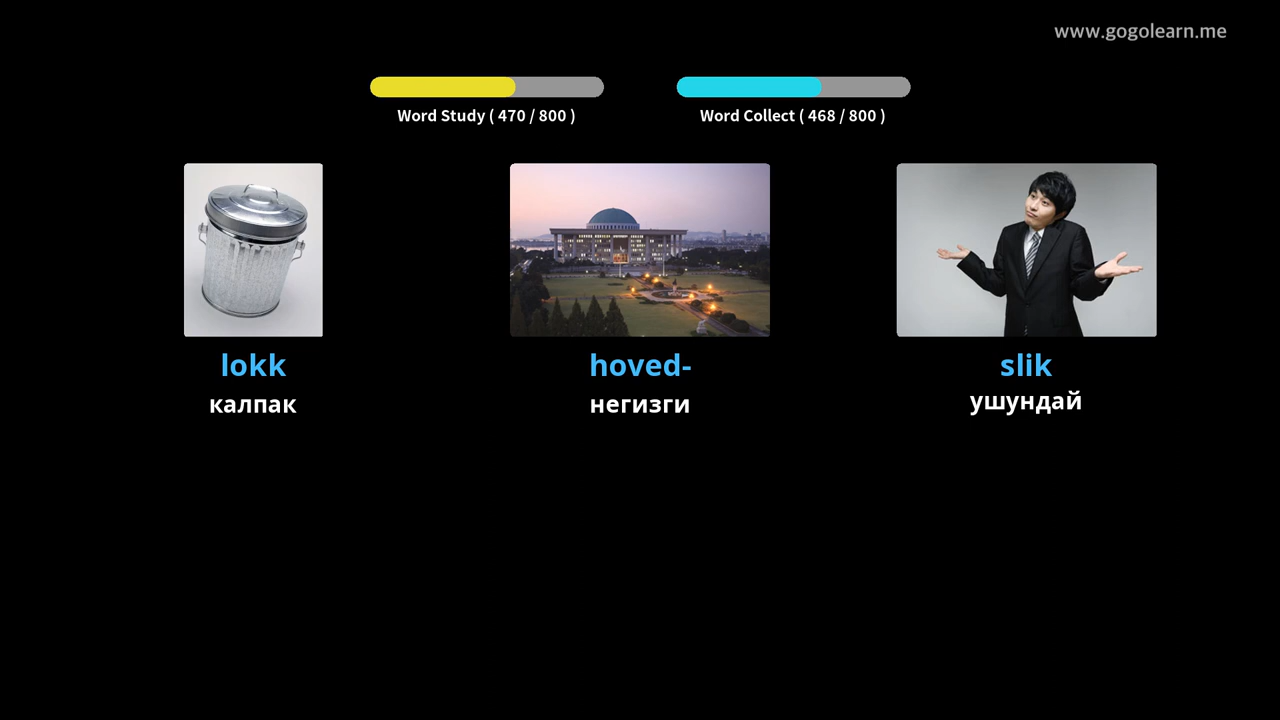 www.gogolearn.me
Word Study ( 470 / 800 )
Word Collect ( 468 / 800 )
lokk
калпак
hoved-
негизги
slik
ушундай